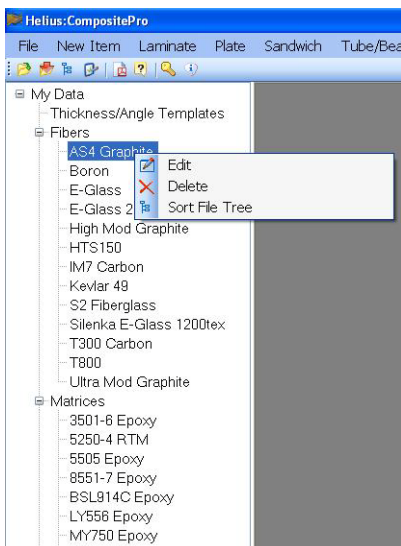 Helius:CompositePro
File New Item Laminate Plate Sandwich Tube/Bea
My Data
Thickness/Angle Templates
Fibers
AS4 Graphite
Edit
Boron
Delete
E-Glass
Sort File Tree
E-Glass 2
High Mod Graphite
HTS150
IM7 Carbon
Kevlar 49
S2 Fiberglass
Silenka E-Glass 1200tex
T300 Carbon
T800
Ultra Mod Graphite
Matrices
3501-6 Epoxy
5250-4 RTM
5505 Epoxy
8551-7 Epoxy
BSL914C Epoxy
LY556 Epoxy
MY750 Epoxy